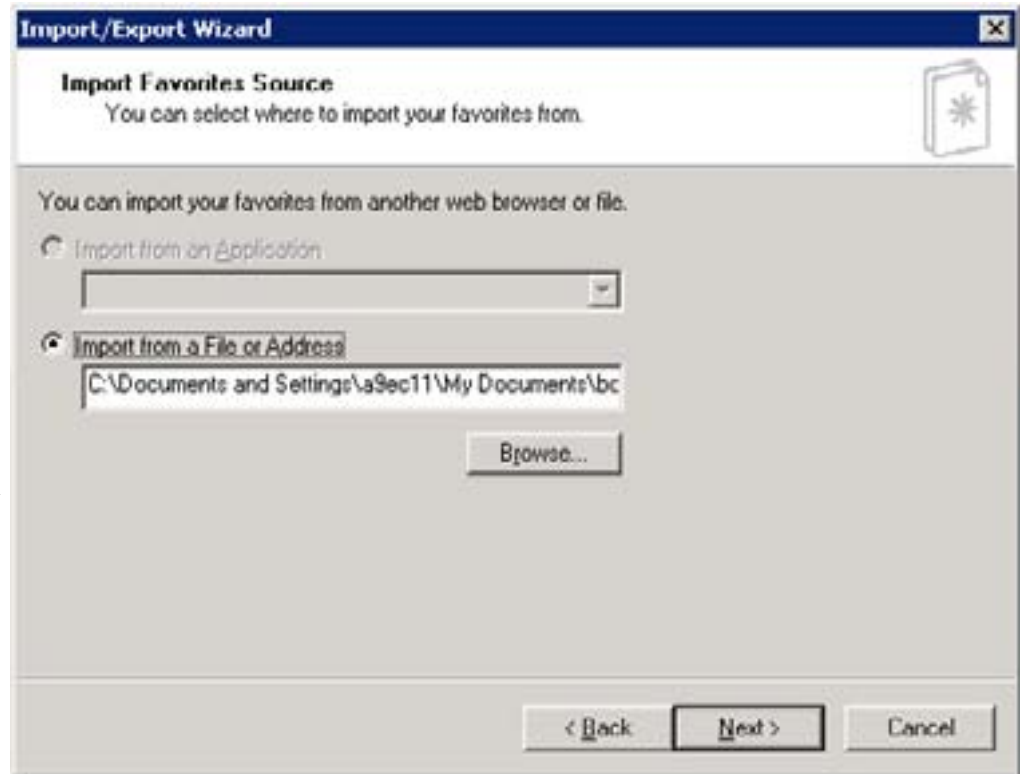 Import/Export Wizard
Import Favorites Source
You can select where to import your favorites from.
You can import your favorites from another web browser or file.
Import from an Application
Import from a File or Address
C:\Documents and Settings\a9ec11\My Documents\bc
Browse...
< Back
Next >
Cancel